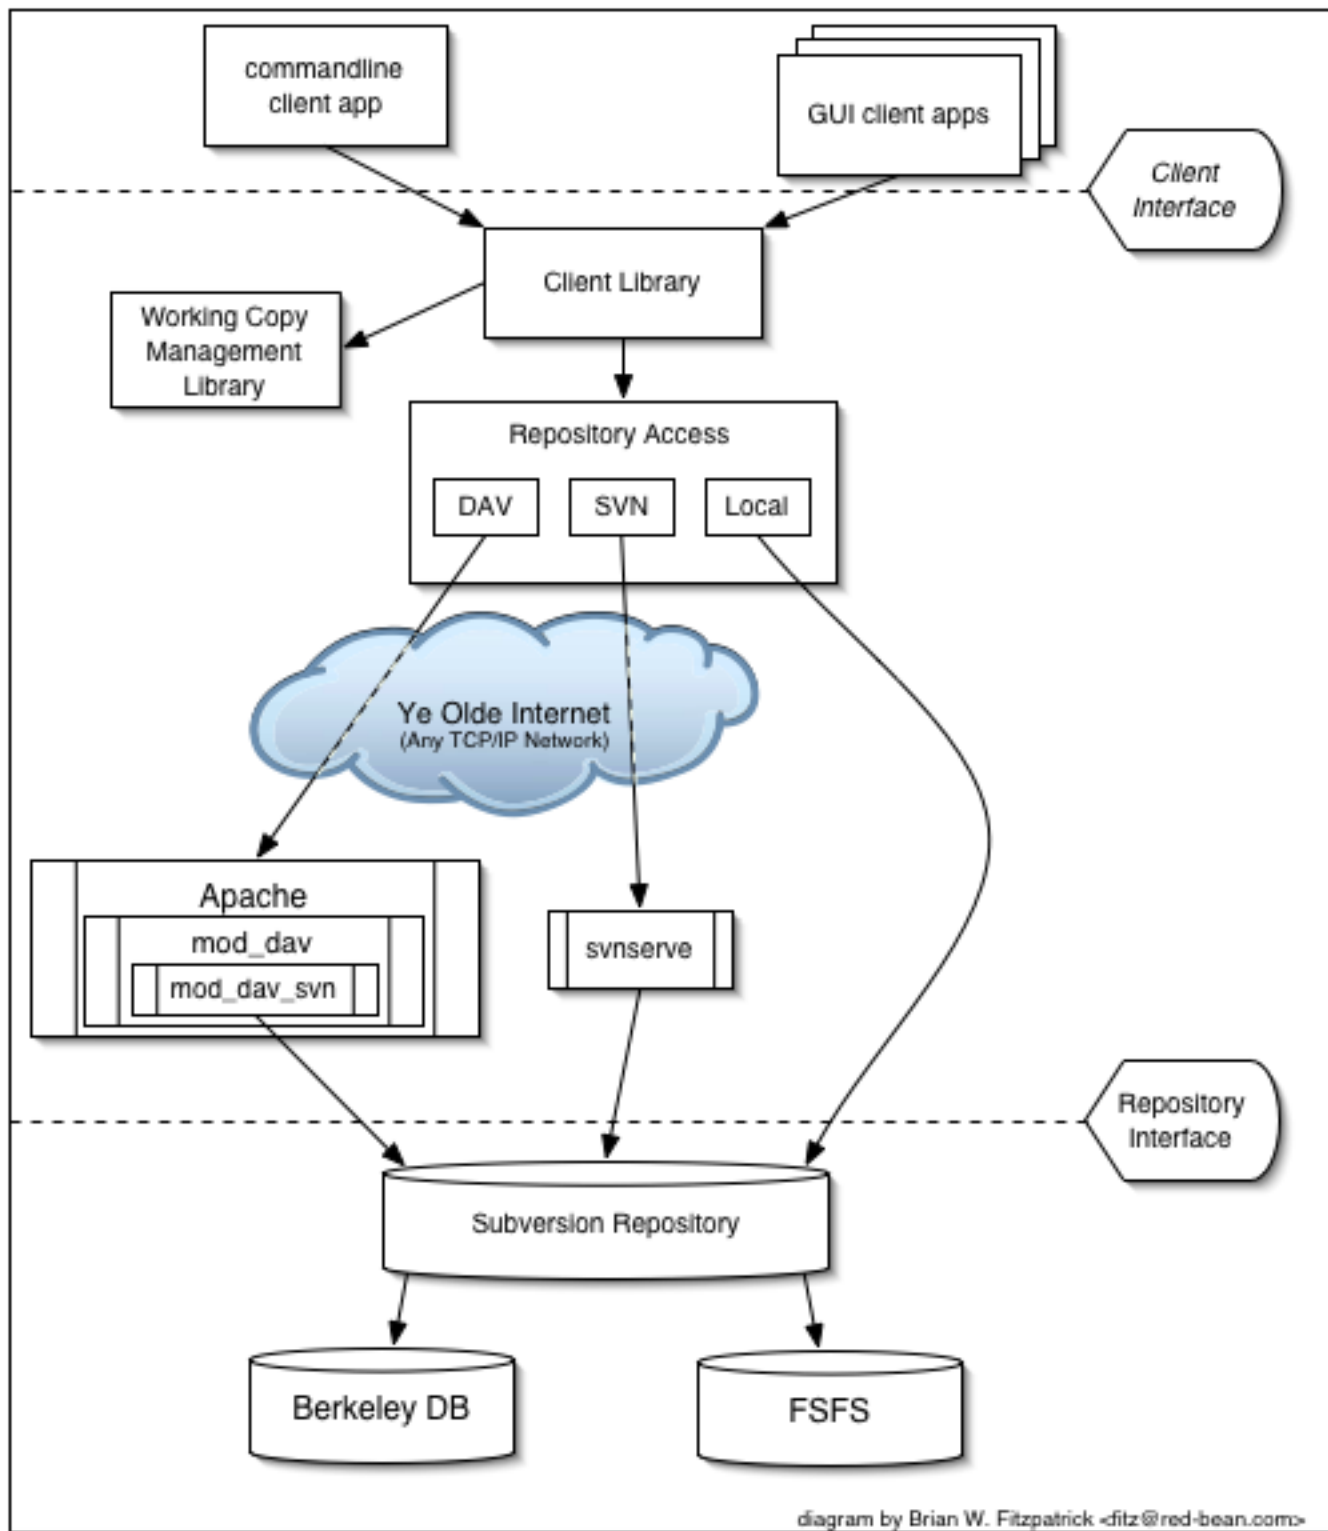 commandline
client app
GUI client apps
Client
Interface
Client Library
Working Copy
Management
Library
Repository Access
DAV
SVN
Local
Ye Olde Internet
(Any TCP/IP Network)
Apache
mod_dav
mod_dav_svn
svnserve
Repository
Interface
Subversion Repository
Berkeley DB
FSFS
diagram by Brian W. Fitzpatrick <fitz@red-bean.com>